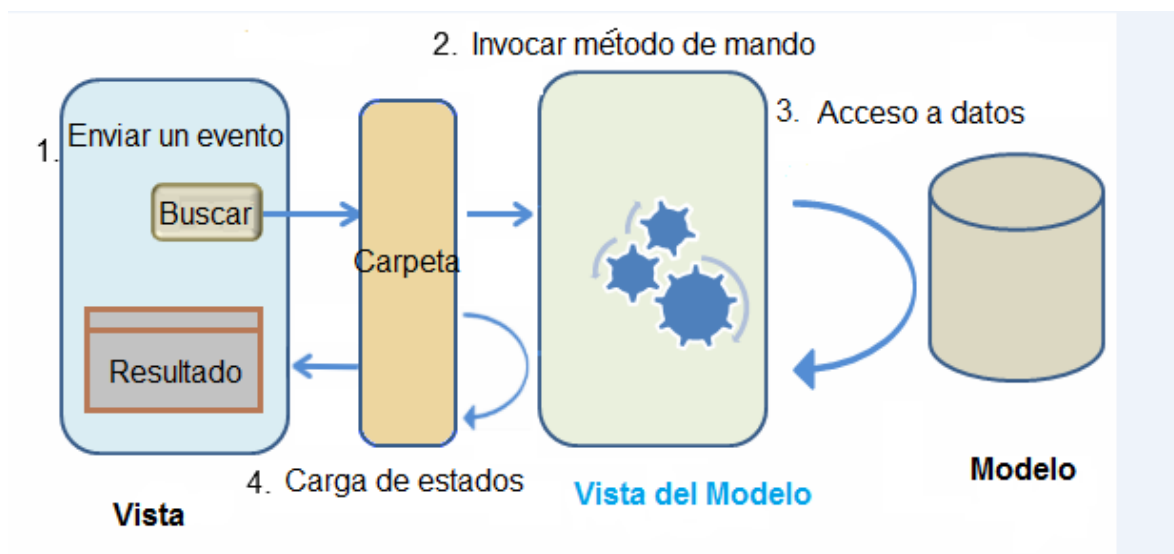 2. Invocar método de mando
3. Acceso a datos
1. Enviar un evento
Buscar
Carpeta
Resultado
Modelo
4. Carga de estados
Vista del Modelo
Vista